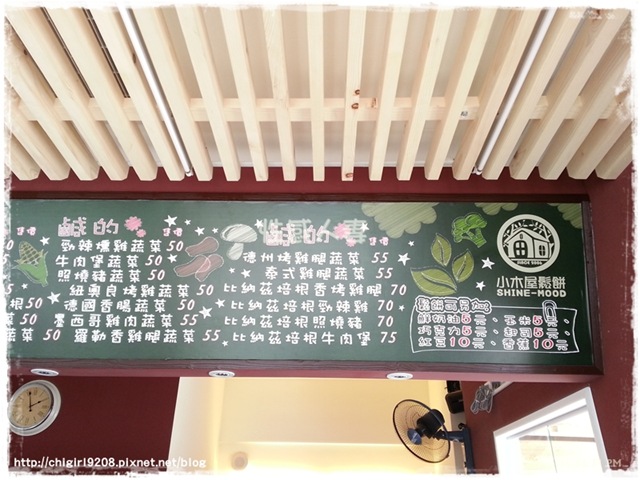 鹹的 單價
勁辣燻雞蔬菜 50
牛肉堡蔬菜 50
照燒豬蔬菜 50
紐奧良烤雞蔬菜 50
德國香腸蔬菜 50
墨西哥雞肉蔬菜 55
羅勒香雞腿蔬菜 55
鹹的 單價
德州烤雞腿蔬菜 55
泰式雞腿蔬菜 55
比納茲培根香烤雞腿 70
比納茲培根勁辣雞 70
比納茲培根照燒豬 70
比納茲培根牛肉堡 75
小木屋鬆餅
SHINE-MOOD
鬆餅可另加
鮮奶油5元、玉米5元、
巧克力5元、起司5元、
紅豆10元、香蕉10元
http://chigirl9208.pixnet.net/blog